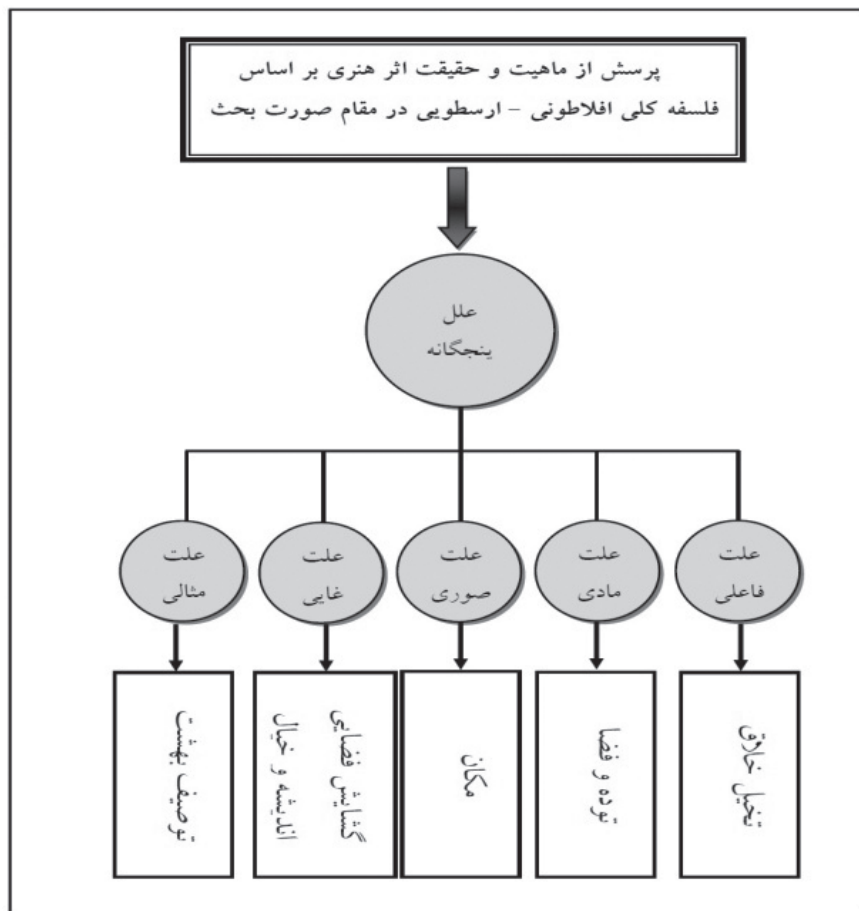 پرسش از ماهیت و حقیقت اثر هنری بر اساس
فلسفه کلی افلاطونی – ارسطویی در مقام صورت بحث
علل
پنجگانه
علت
فاعلی
علت
مادی
علت
صوری
علت
غایی
علت
مثالی
تخیل خلاق
توده و فضا
مکان
گشایش فضایی
اندیشه و خیال
توصیف بهشت